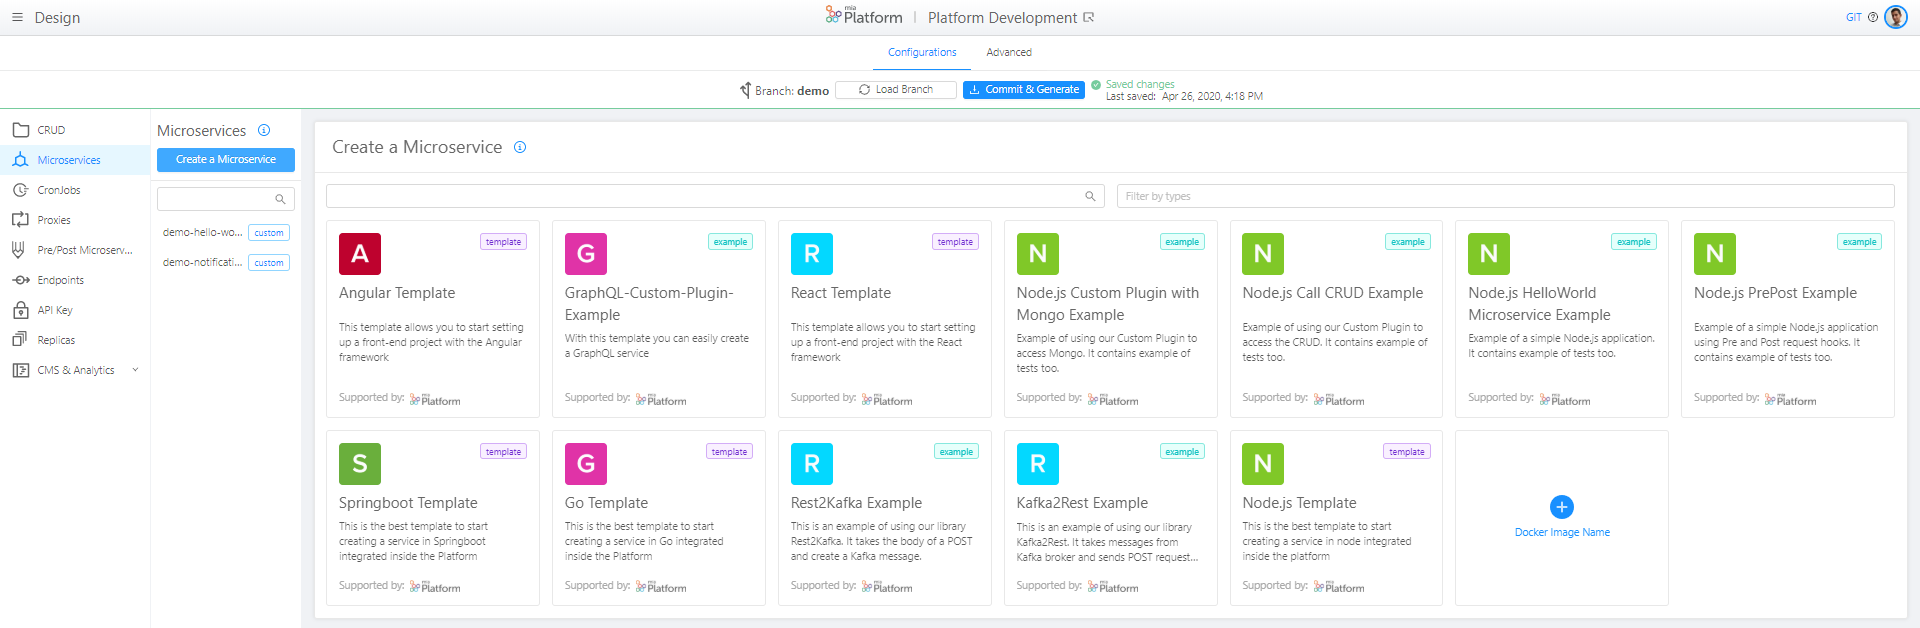 Design
mia
Platform
Platform Development
GIT
Configurations
Advanced
Branch: demo
Load Branch
Commit & Generate
Saved changes
Last saved: Apr 26, 2020, 4:18 PM
CRUD
Microservices
CronJobs
Proxies
Pre/Post Microserv...
Endpoints
API Key
Replicas
CMS & Analytics
Microservices
Create a Microservice
demo-hello-wo... custom
demo-notificati... custom
Create a Microservice
Filter by types
A
template
Angular Template
This template allows you to start setting
up a front-end project with the Angular
framework
Supported by: mia Platform
G
example
GraphQL-Custom-Plugin-
Example
With this template you can easily create
a GraphQL service
Supported by: mia Platform
R
template
React Template
This template allows you to start setting
up a front-end project with the React
framework
Supported by: mia Platform
N
example
Node.js Custom Plugin with
Mongo Example
Example of using our Custom Plugin to
access Mongo. It contains example of
tests too.
Supported by: mia Platform
N
example
Node.js Call CRUD Example
Example of using our Custom Plugin to
access the CRUD. It contains example of
tests too.
Supported by: mia Platform
N
example
Node.js HelloWorld
Microservice Example
Example of a simple Node.js application.
It contains example of tests too.
Supported by: mia Platform
N
example
Node.js PrePost Example
Example of a simple Node.js application
using Pre and Post request hooks. It
contains example of tests too.
Supported by: mia Platform
S
template
Springboot Template
This is the best template to start
creating a service in Springboot
integrated inside the Platform
Supported by: mia Platform
G
template
Go Template
This is the best template to start
creating a service in Go integrated
inside the Platform
Supported by: mia Platform
R
example
Rest2Kafka Example
This is an example of using our library
Rest2Kafka. It takes the body of a POST
and create a Kafka message.
Supported by: mia Platform
R
example
Kafka2Rest Example
This is an example of using our library
Kafka2Rest. It takes messages from
Kafka broker and sends POST request...
Supported by: mia Platform
N
template
Node.js Template
This is the best template to start
creating a service in node integrated
inside the platform
Supported by: mia Platform
Docker Image Name